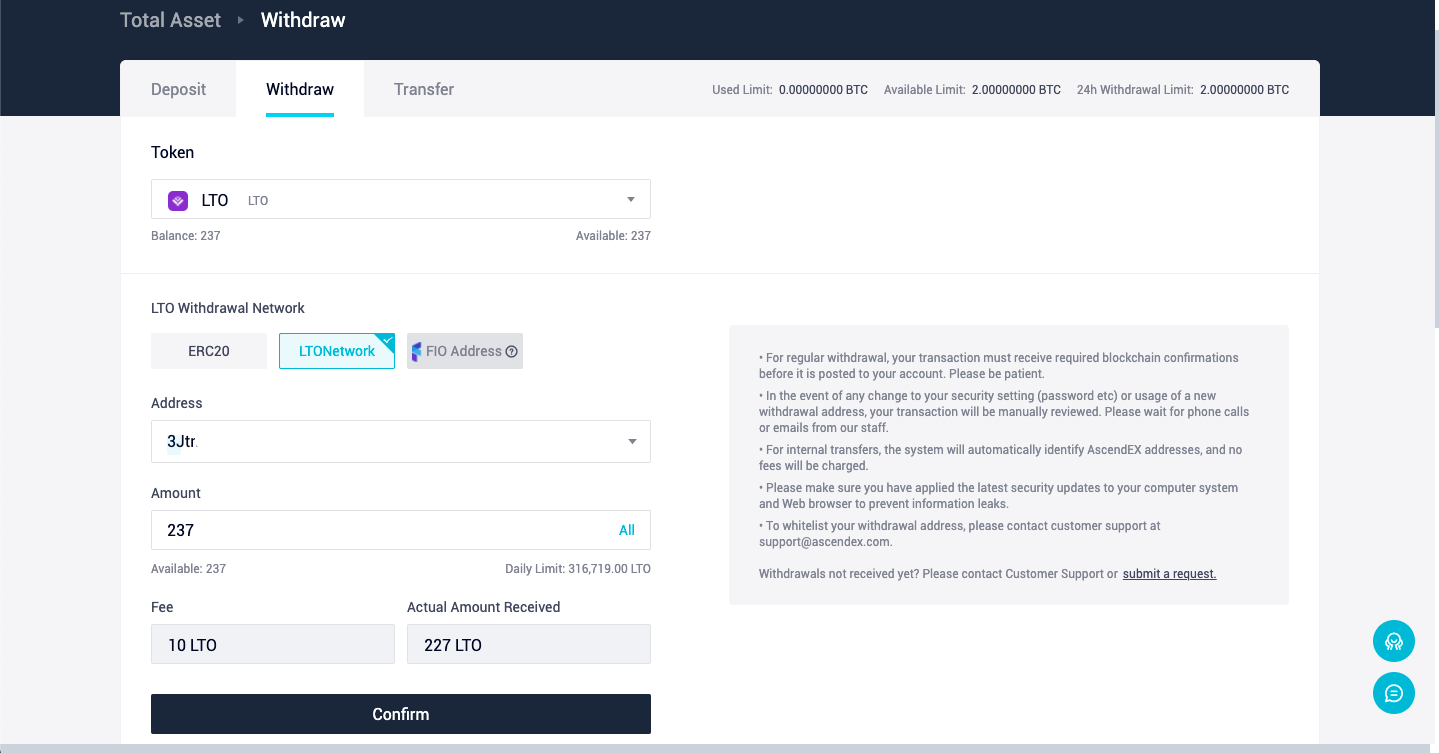 Total Asset Withdraw
Deposit Withdraw Transfer Used Limit: 0.00000000 BTC Available Limit: 2.00000000 BTC 24h Withdrawal Limit: 2.00000000 BTC
Token
LTO LTO
Balance: 237 Available: 237
LTO Withdrawal Network
ERC20 LTONetwork FIO Address ?
Address
3Jtr.
Amount
237 All
Available: 237 Daily Limit: 316,719.00 LTO
Fee Actual Amount Received
10 LTO 227 LTO
Confirm
• For regular withdrawal, your transaction must receive required blockchain confirmations
before it is posted to your account. Please be patient.
• In the event of any change to your security setting (password etc) or usage of a new
withdrawal address, your transaction will be manually reviewed. Please wait for phone calls
or emails from our staff.
• For internal transfers, the system will automatically identify AscendEX addresses, and no
fees will be charged.
• Please make sure you have applied the latest security updates to your computer system
and Web browser to prevent information leaks.
• To whitelist your withdrawal address, please contact customer support at
support@ascendex.com.
Withdrawals not received yet? Please contact Customer Support or submit a request.